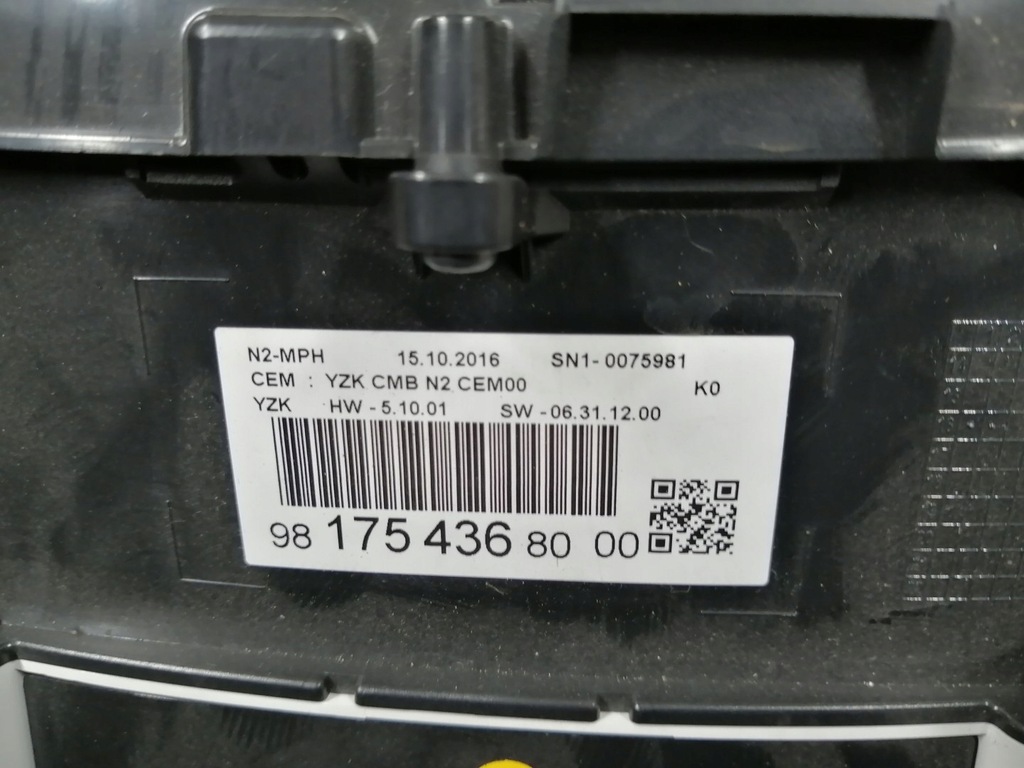 N2-MPH 15.10.2016 SN1-0075981
CEM : YZK CMB N2 CEM00 K0
YZK HW - 5.10.01 SW - 06.31.12.00
98 175 436 80 00